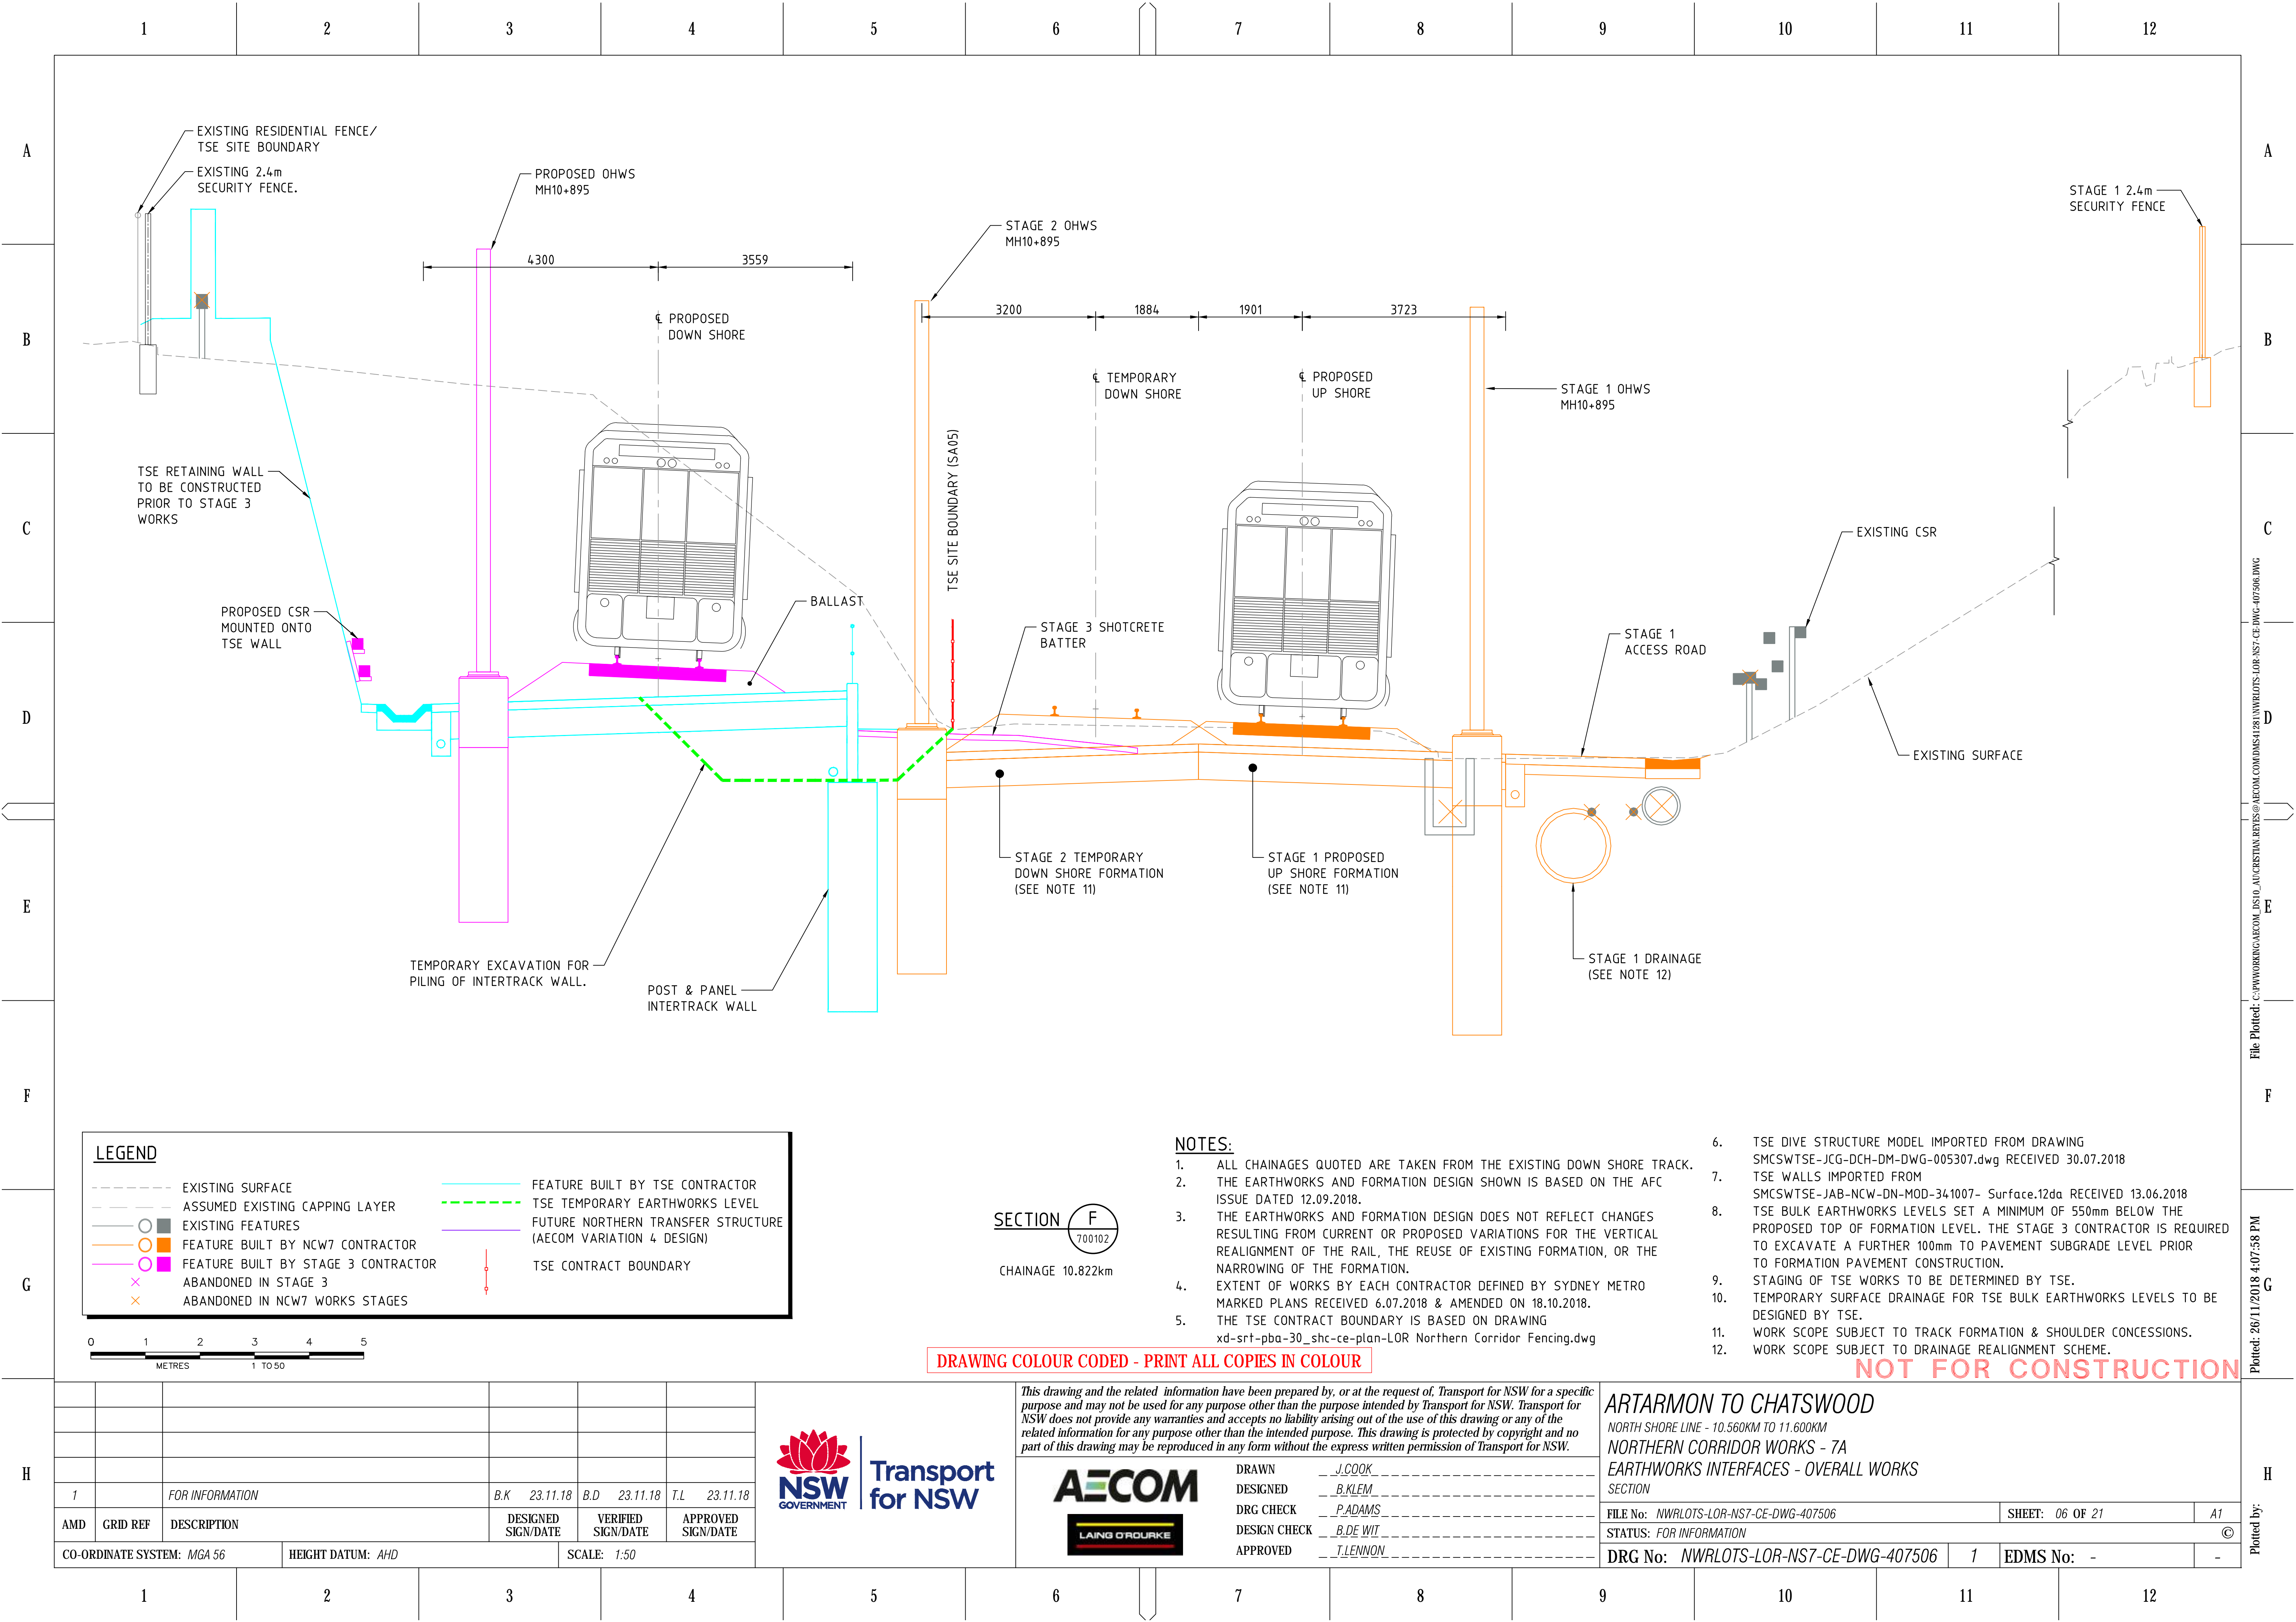 1 2 3 4 5 6 7 8 9 10 11 12
A
B
C
D
E
F
G
H
A
B
C
D
E
F
G
H
EXISTING RESIDENTIAL FENCE/
TSE SITE BOUNDARY
EXISTING 2.4m
SECURITY FENCE.
PROPOSED OHWS
MH10+895
4300
3559
℄ PROPOSED
DOWN SHORE
STAGE 2 OHWS
MH10+895
3200
1884
1901
3723
℄ TEMPORARY
DOWN SHORE
℄ PROPOSED
UP SHORE
STAGE 1 OHWS
MH10+895
STAGE 1 2.4m
SECURITY FENCE
TSE RETAINING WALL
TO BE CONSTRUCTED
PRIOR TO STAGE 3
WORKS
PROPOSED CSR
MOUNTED ONTO
TSE WALL
BALLAST
TSE SITE BOUNDARY (SA05)
STAGE 3 SHOTCRETE
BATTER
STAGE 1
ACCESS ROAD
EXISTING CSR
EXISTING SURFACE
STAGE 2 TEMPORARY
DOWN SHORE FORMATION
(SEE NOTE 11)
STAGE 1 PROPOSED
UP SHORE FORMATION
(SEE NOTE 11)
STAGE 1 DRAINAGE
(SEE NOTE 12)
TEMPORARY EXCAVATION FOR
PILING OF INTERTRACK WALL.
POST & PANEL
INTERTRACK WALL
LEGEND
EXISTING SURFACE
ASSUMED EXISTING CAPPING LAYER
EXISTING FEATURES
FEATURE BUILT BY NCW7 CONTRACTOR
FEATURE BUILT BY STAGE 3 CONTRACTOR
ABANDONED IN STAGE 3
ABANDONED IN NCW7 WORKS STAGES
FEATURE BUILT BY TSE CONTRACTOR
TSE TEMPORARY EARTHWORKS LEVEL
FUTURE NORTHERN TRANSFER STRUCTURE
(AECOM VARIATION 4 DESIGN)
TSE CONTRACT BOUNDARY
0 1 2 3 4 5
METRES 1 TO 50
SECTION F
700102
CHAINAGE 10.822km
NOTES:
1. ALL CHAINAGES QUOTED ARE TAKEN FROM THE EXISTING DOWN SHORE TRACK.
2. THE EARTHWORKS AND FORMATION DESIGN SHOWN IS BASED ON THE AFC
ISSUE DATED 12.09.2018.
3. THE EARTHWORKS AND FORMATION DESIGN DOES NOT REFLECT CHANGES
RESULTING FROM CURRENT OR PROPOSED VARIATIONS FOR THE VERTICAL
REALIGNMENT OF THE RAIL, THE REUSE OF EXISTING FORMATION, OR THE
NARROWING OF THE FORMATION.
4. EXTENT OF WORKS BY EACH CONTRACTOR DEFINED BY SYDNEY METRO
MARKED PLANS RECEIVED 6.07.2018 & AMENDED ON 18.10.2018.
5. THE TSE CONTRACT BOUNDARY IS BASED ON DRAWING
xd-srt-pba-30_shc-ce-plan-LOR Northern Corridor Fencing.dwg
6. TSE DIVE STRUCTURE MODEL IMPORTED FROM DRAWING
SMCSWTSE-JCG-DCH-DM-DWG-005307.dwg RECEIVED 30.07.2018
7. TSE WALLS IMPORTED FROM
SMCSWTSE-JAB-NCW-DN-MOD-341007- Surface.12da RECEIVED 13.06.2018
8. TSE BULK EARTHWORKS LEVELS SET A MINIMUM OF 550mm BELOW THE
PROPOSED TOP OF FORMATION LEVEL. THE STAGE 3 CONTRACTOR IS REQUIRED
TO EXCAVATE A FURTHER 100mm TO PAVEMENT SUBGRADE LEVEL PRIOR
TO FORMATION PAVEMENT CONSTRUCTION.
9. STAGING OF TSE WORKS TO BE DETERMINED BY TSE.
10. TEMPORARY SURFACE DRAINAGE FOR TSE BULK EARTHWORKS LEVELS TO BE
DESIGNED BY TSE.
11. WORK SCOPE SUBJECT TO TRACK FORMATION & SHOULDER CONCESSIONS.
12. WORK SCOPE SUBJECT TO DRAINAGE REALIGNMENT SCHEME.
DRAWING COLOUR CODED - PRINT ALL COPIES IN COLOUR
NOT FOR CONSTRUCTION
File Plotted: C:\PWWORKING\AECOM_DS10_AU\CRISTIAN.REYES@AECOM.COM\DMS41281\NWRLOTS-LOR-NS7-CE-DWG-407506.DWG
Plotted: 26/11/2018 4:07:58 PM
Plotted by:
1 FOR INFORMATION B.K 23.11.18 B.D 23.11.18 T.L 23.11.18
AMD GRID REF DESCRIPTION DESIGNED SIGN/DATE VERIFIED SIGN/DATE APPROVED SIGN/DATE
CO-ORDINATE SYSTEM: MGA 56 HEIGHT DATUM: AHD SCALE: 1:50
NSW
GOVERNMENT
Transport
for NSW
This drawing and the related information have been prepared by, or at the request of, Transport for NSW for a specific
purpose and may not be used for any purpose other than the purpose intended by Transport for NSW. Transport for
NSW does not provide any warranties and accepts no liability arising out of the use of this drawing or any of the
related information for any purpose other than the intended purpose. This drawing is protected by copyright and no
part of this drawing may be reproduced in any form without the express written permission of Transport for NSW.
AECOM
LAING O'ROURKE
DRAWN J.COOK
DESIGNED B.KLEM
DRG CHECK P.ADAMS
DESIGN CHECK B.DE WIT
APPROVED T.LENNON
ARTARMON TO CHATSWOOD
NORTH SHORE LINE - 10.560KM TO 11.600KM
NORTHERN CORRIDOR WORKS - 7A
EARTHWORKS INTERFACES - OVERALL WORKS
SECTION
FILE No: NWRLOTS-LOR-NS7-CE-DWG-407506 SHEET: 06 OF 21 A1
STATUS: FOR INFORMATION ©
DRG No: NWRLOTS-LOR-NS7-CE-DWG-407506 1 EDMS No: - -
1 2 3 4 5 6 7 8 9 10 11 12